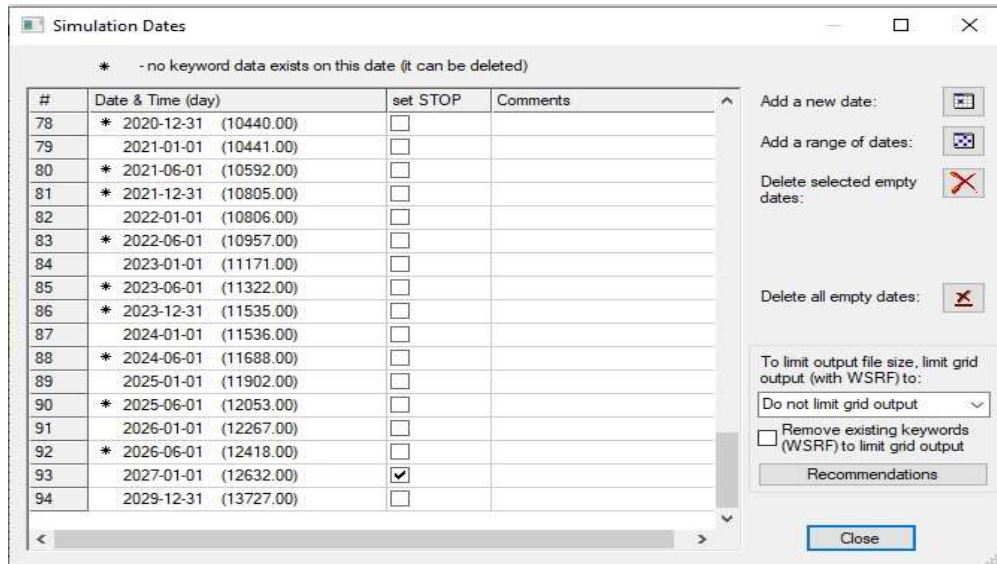 Simulation Dates
* - no keyword data exists on this date (it can be deleted)
# Date & Time (day) set STOP Comments
78 * 2020-12-31 (10440.00)
79 2021-01-01 (10441.00)
80 * 2021-06-01 (10592.00)
81 * 2021-12-31 (10805.00)
82 2022-01-01 (10806.00)
83 * 2022-06-01 (10957.00)
84 2023-01-01 (11171.00)
85 * 2023-06-01 (11322.00)
86 * 2023-12-31 (11535.00)
87 2024-01-01 (11536.00)
88 * 2024-06-01 (11688.00)
89 2025-01-01 (11902.00)
90 * 2025-06-01 (12053.00)
91 2026-01-01 (12267.00)
92 * 2026-06-01 (12418.00)
93 2027-01-01 (12632.00)
94 2029-12-31 (13727.00)
Add a new date:
Add a range of dates:
Delete selected empty
dates:
Delete all empty dates:
To limit output file size, limit grid
output (with WSRF) to:
Do not limit grid output
Remove existing keywords
(WSRF) to limit grid output
Recommendations
Close